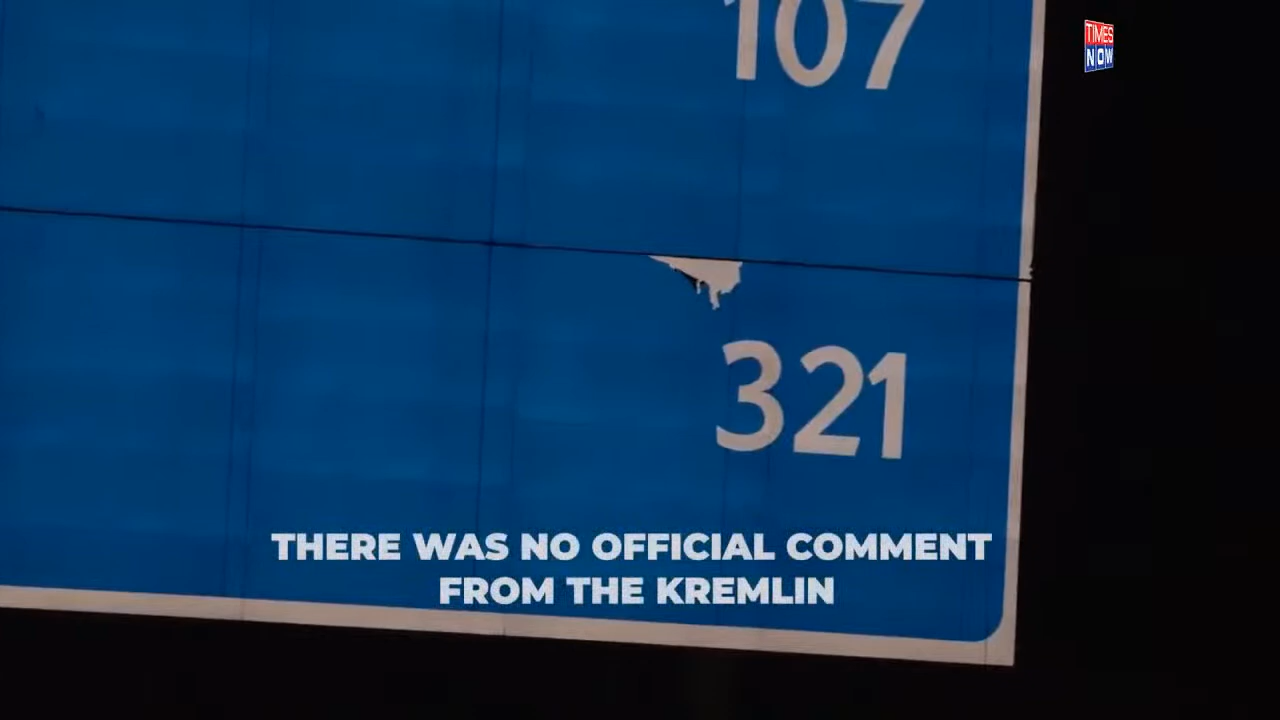 107
TIMES
NOW
321
THERE WAS NO OFFICIAL COMMENT
FROM THE KREMLIN